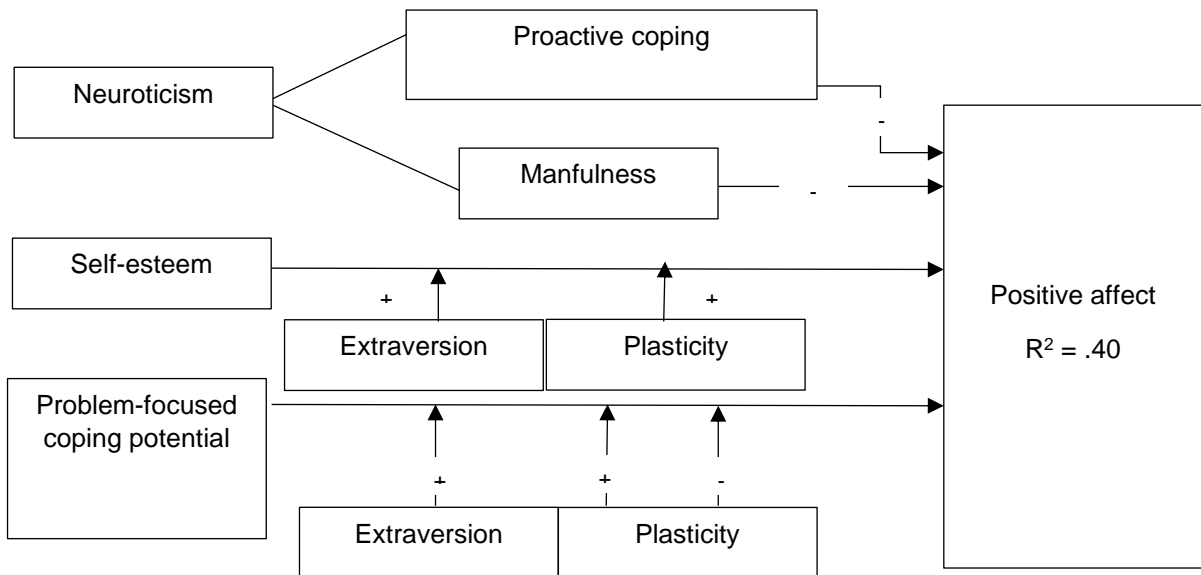 Proactive coping
Neuroticism
-
Manfulness
-
Self-esteem
+
+
Extraversion
Plasticity
Positive affect
R² = .40
Problem-focused
coping potential
+
+
-
Extraversion
Plasticity